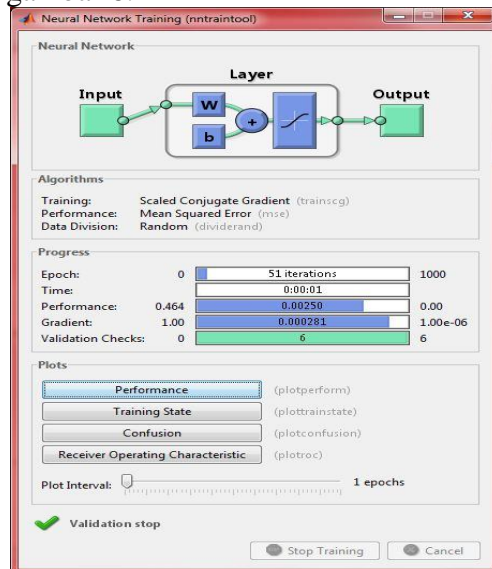 Neural Network Training (nntraintool)
Neural Network
Layer
Input
Output
W
b
+
Algorithms
Training: Scaled Conjugate Gradient (trainscg)
Performance: Mean Squared Error (mse)
Data Division: Random (dividerand)
Progress
Epoch: 0 51 iterations 1000
Time: 0:00:01
Performance: 0.464 0.00250 0.00
Gradient: 1.00 0.000281 1.00e-06
Validation Checks: 0 6 6
Plots
Performance (plotperform)
Training State (plottrainstate)
Confusion (plotconfusion)
Receiver Operating Characteristic (plotroc)
Plot Interval: 1 epochs
Validation stop
Stop Training Cancel